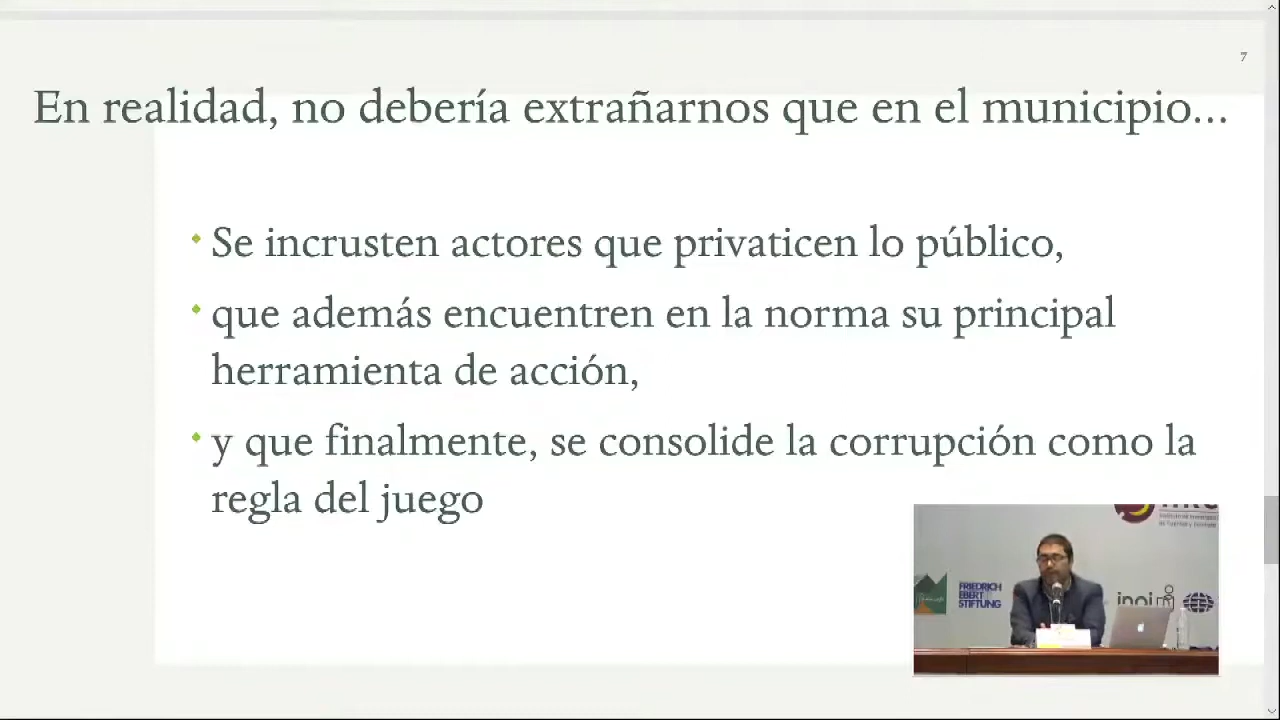 7
En realidad, no debería extrañarnos que en el municipio...
Se incrusten actores que privaticen lo público,
que además encuentren en la norma su principal
herramienta de acción,
y que finalmente, se consolide la corrupción como la
regla del juego
FRIEDRICH
EBERT
STIFTUNG